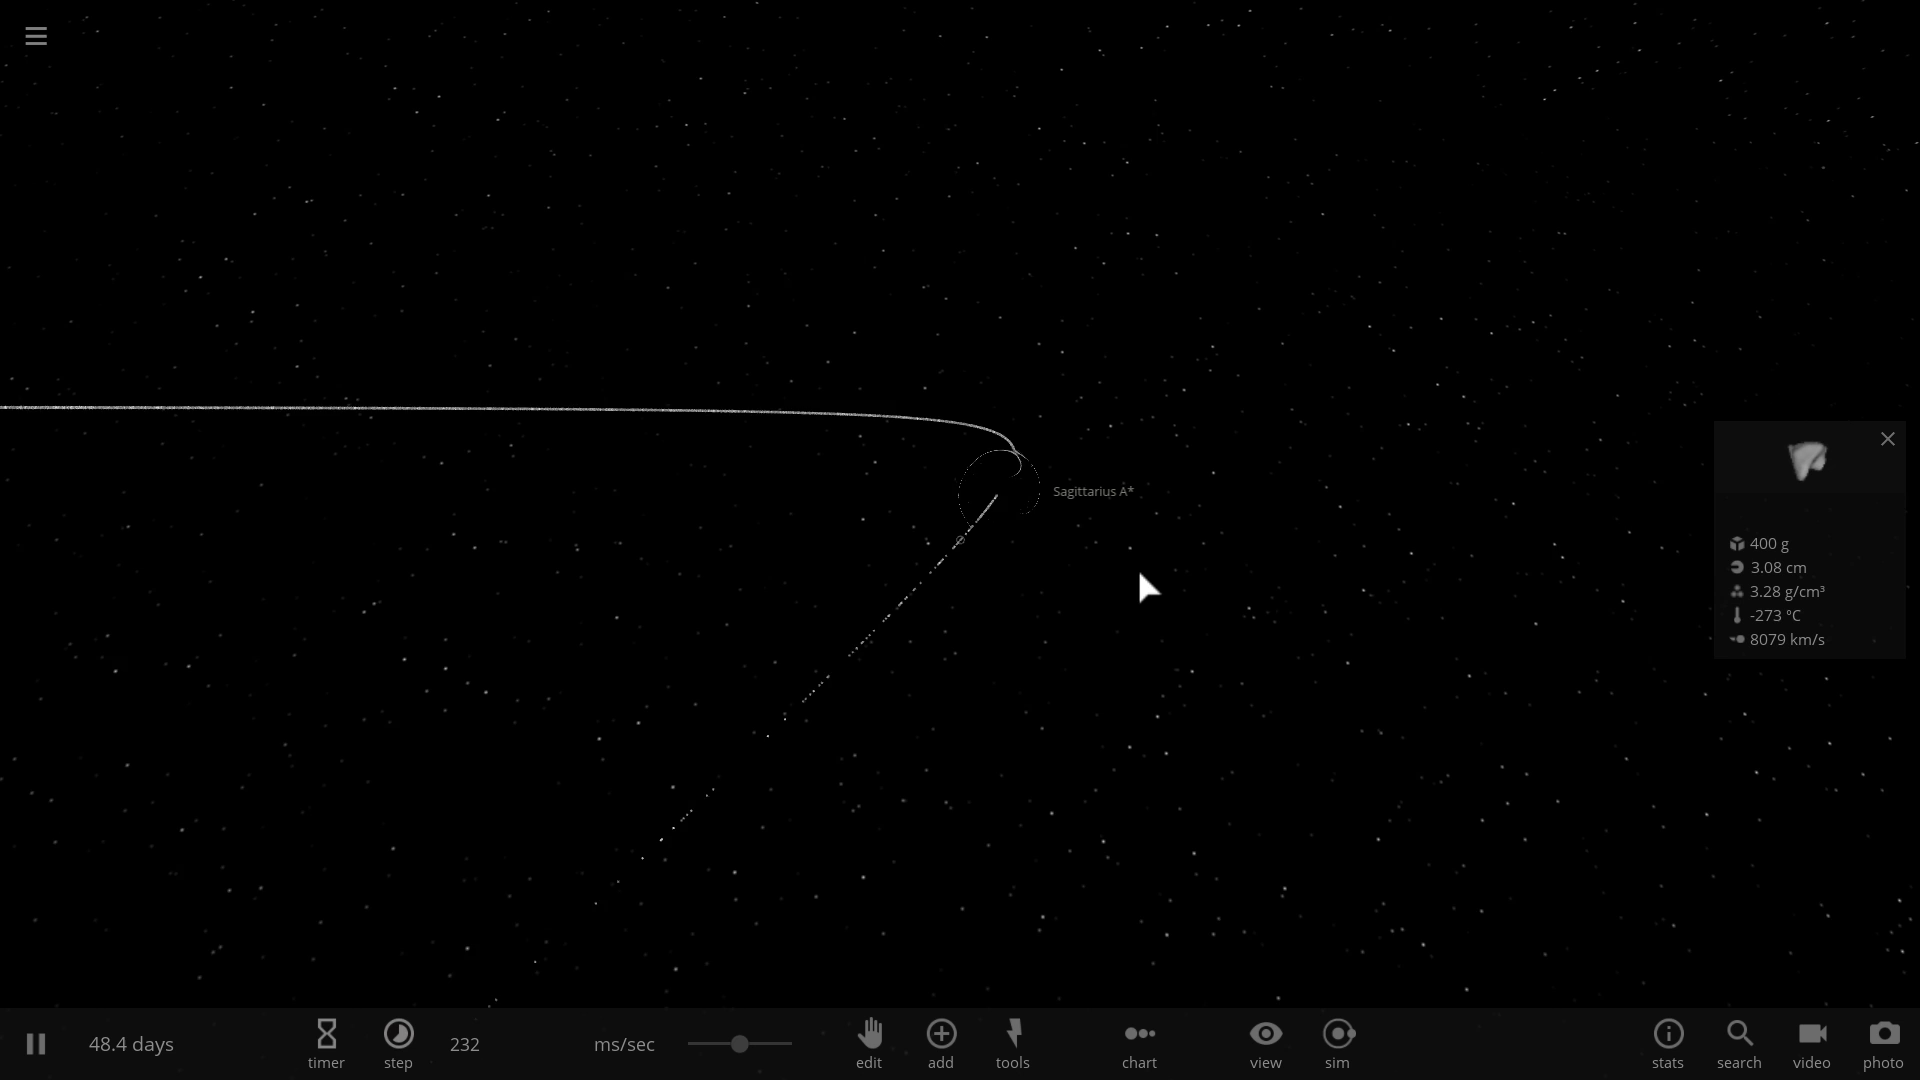 Sagittarius A*
400 g
3.08 cm
3.28 g/cm³
-273 °C
8079 km/s
48.4 days
timer
step
232
ms/sec
edit
add
tools
chart
view
sim
stats
search
video
photo